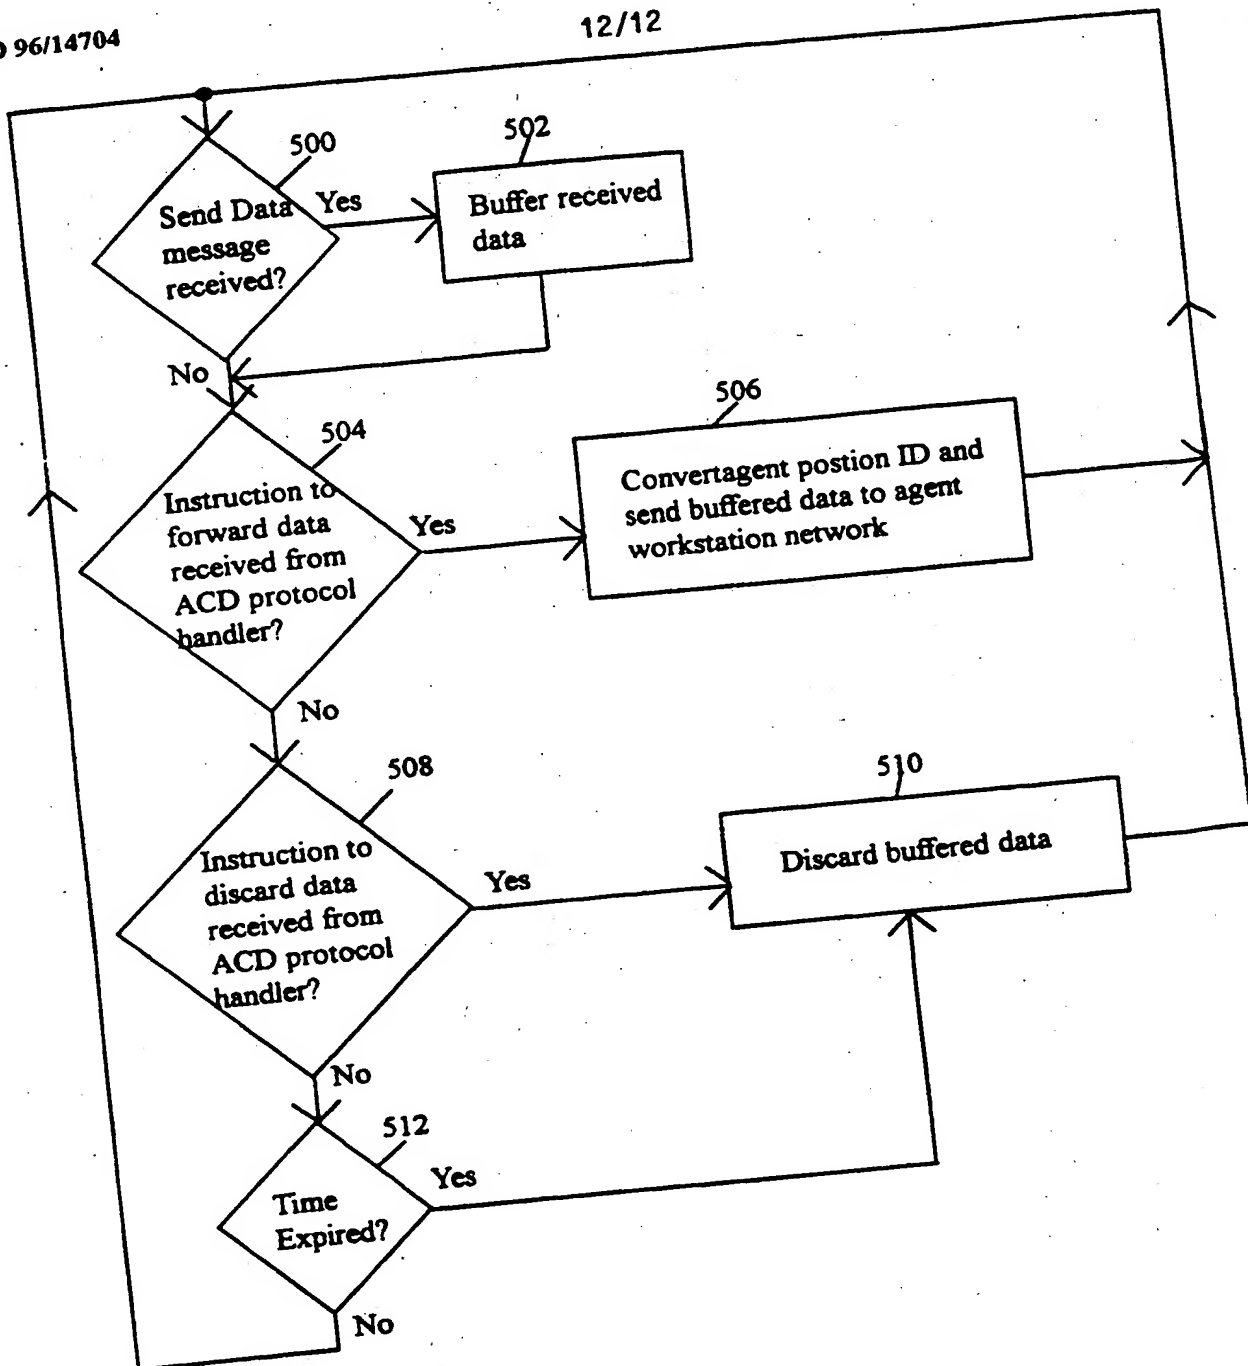 96/14704
12/12
500
502
Send Data
message
received?
Yes
Buffer received
data
No
504
506
Instruction to
forward data
received from
ACD protocol
handler?
Yes
Convertagent postion ID and
send buffered data to agent
workstation network
No
508
510
Instruction to
discard data
received from
ACD protocol
handler?
Yes
Discard buffered data
No
512
Time
Expired?
Yes
No